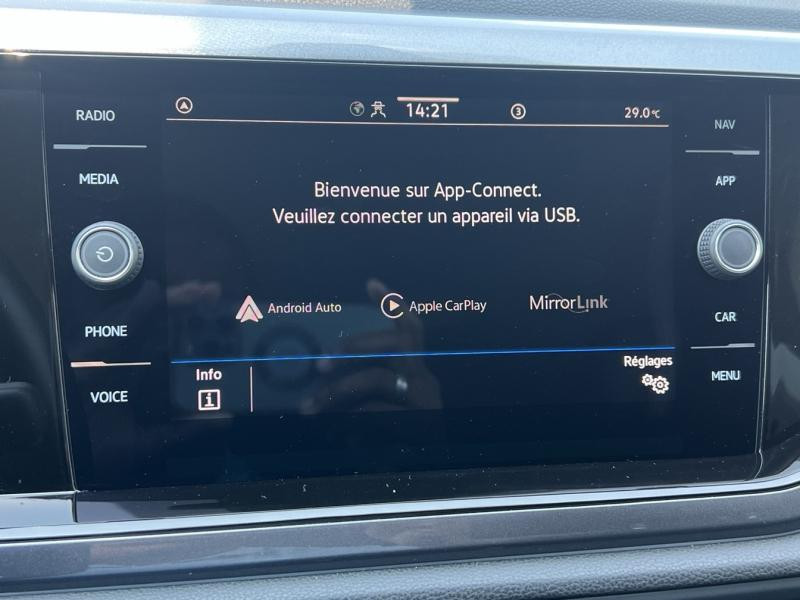 RADIO
MEDIA
PHONE
VOICE
14:21
3
29.0°C
Bienvenue sur App-Connect.
Veuillez connecter un appareil via USB.
Android Auto
Apple CarPlay
MirrorLink
Info
i
Réglages
NAV
APP
CAR
MENU